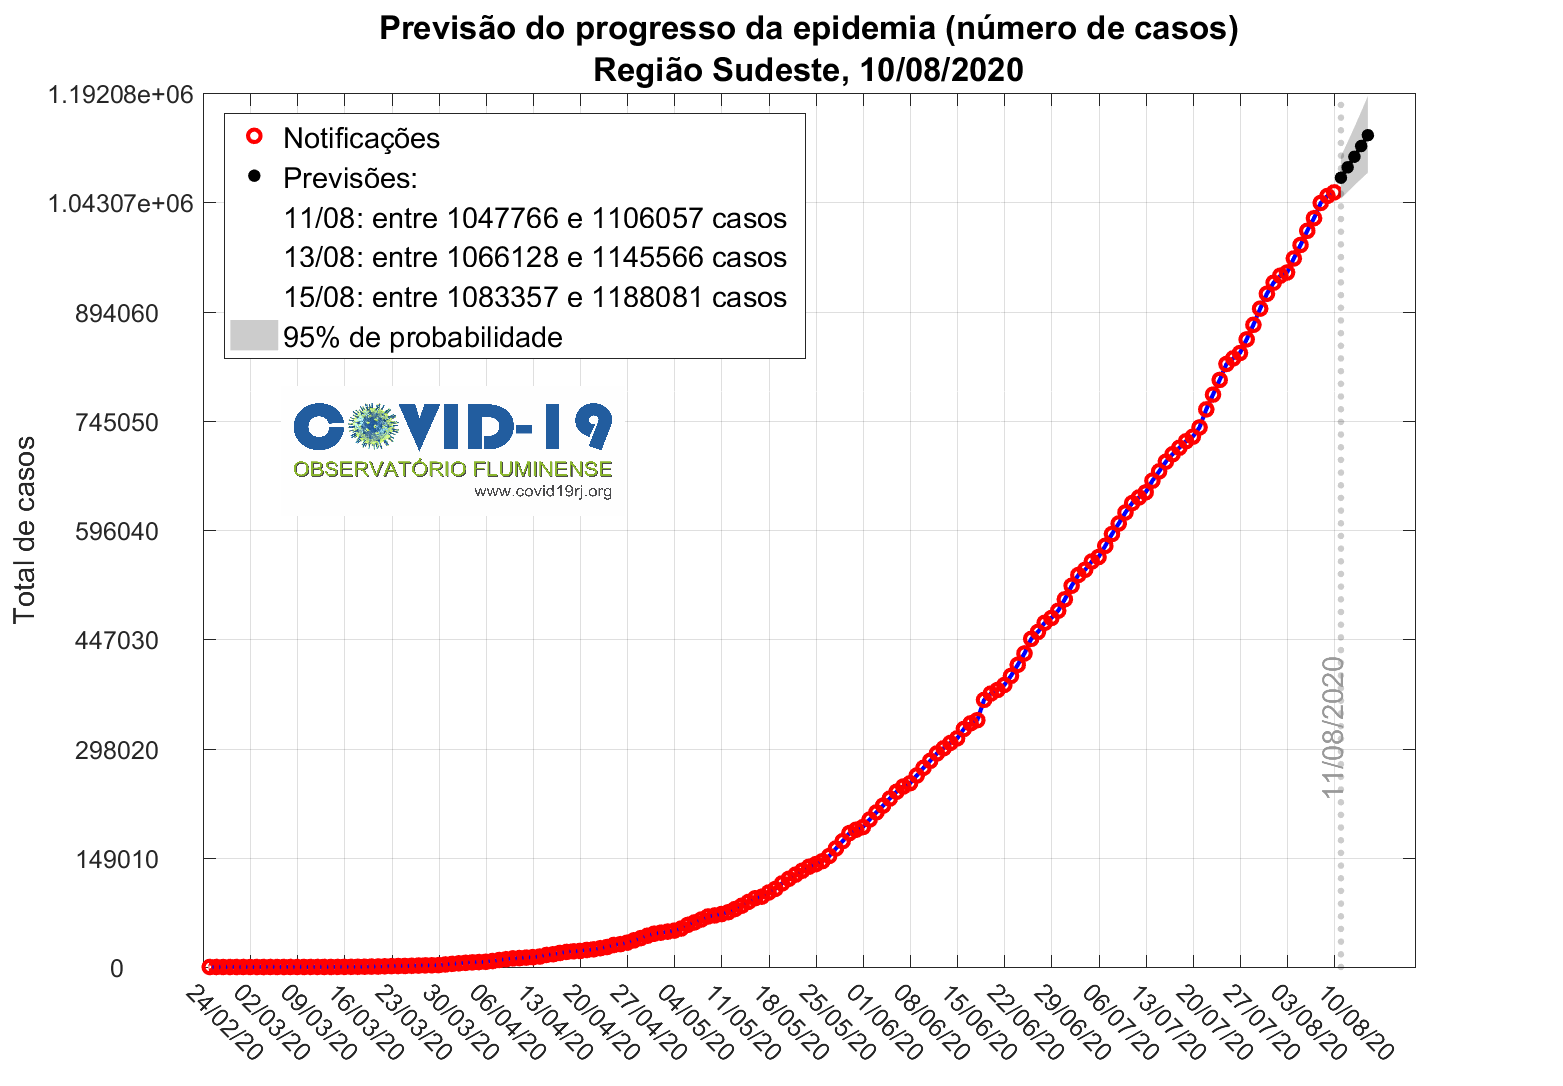 Previsão do progresso da epidemia (número de casos)
Região Sudeste, 10/08/2020
1.19208e+06
1.04307e+06
894060
745050
596040
447030
298020
149010
0
Total de casos
Notificações
Previsões:
11/08: entre 1047766 e 1106057 casos
13/08: entre 1066128 e 1145566 casos
15/08: entre 1083357 e 1188081 casos
95% de probabilidade
COVID-19
OBSERVATÓRIO FLUMINENSE
www.covid19rj.org
11/08/2020
24/02/20
02/03/20
09/03/20
16/03/20
23/03/20
30/03/20
06/04/20
13/04/20
20/04/20
27/04/20
04/05/20
11/05/20
18/05/20
25/05/20
01/06/20
08/06/20
15/06/20
22/06/20
29/06/20
06/07/20
13/07/20
20/07/20
27/07/20
03/08/20
10/08/20